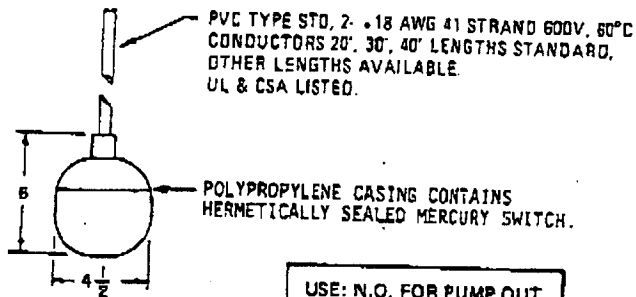 PVC TYPE STD, 2- #18 AWG 41 STRAND 600V, 60°C
CONDUCTORS 20', 30', 40' LENGTHS STANDARD,
OTHER LENGTHS AVAILABLE.
UL & CSA LISTED.
6
POLYPROPYLENE CASING CONTAINS
HERMETICALLY SEALED MERCURY SWITCH.
4 1/2
USE: N.O. FOR PUMP OUT